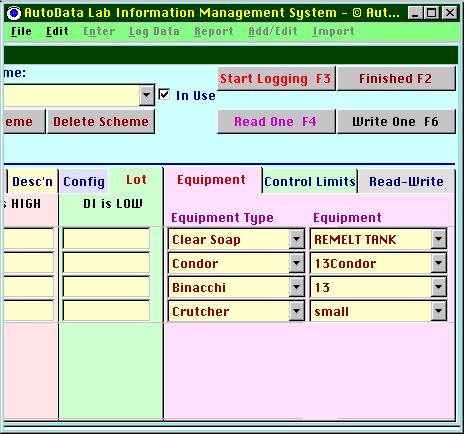 AutoData Lab Information Management System - © Aut...
File Edit Enter Log Data Report Add/Edit Import
me:
Start Logging F3 Finished F2
In Use
eme Delete Scheme Read One F4 Write One F6
Desc'n Config Lot Equipment Control Limits Read-Write
s HIGH DI is LOW
Equipment Type Equipment
Clear Soap REMELT TANK
Condor 13Condor
Binacchi 13
Crutcher small